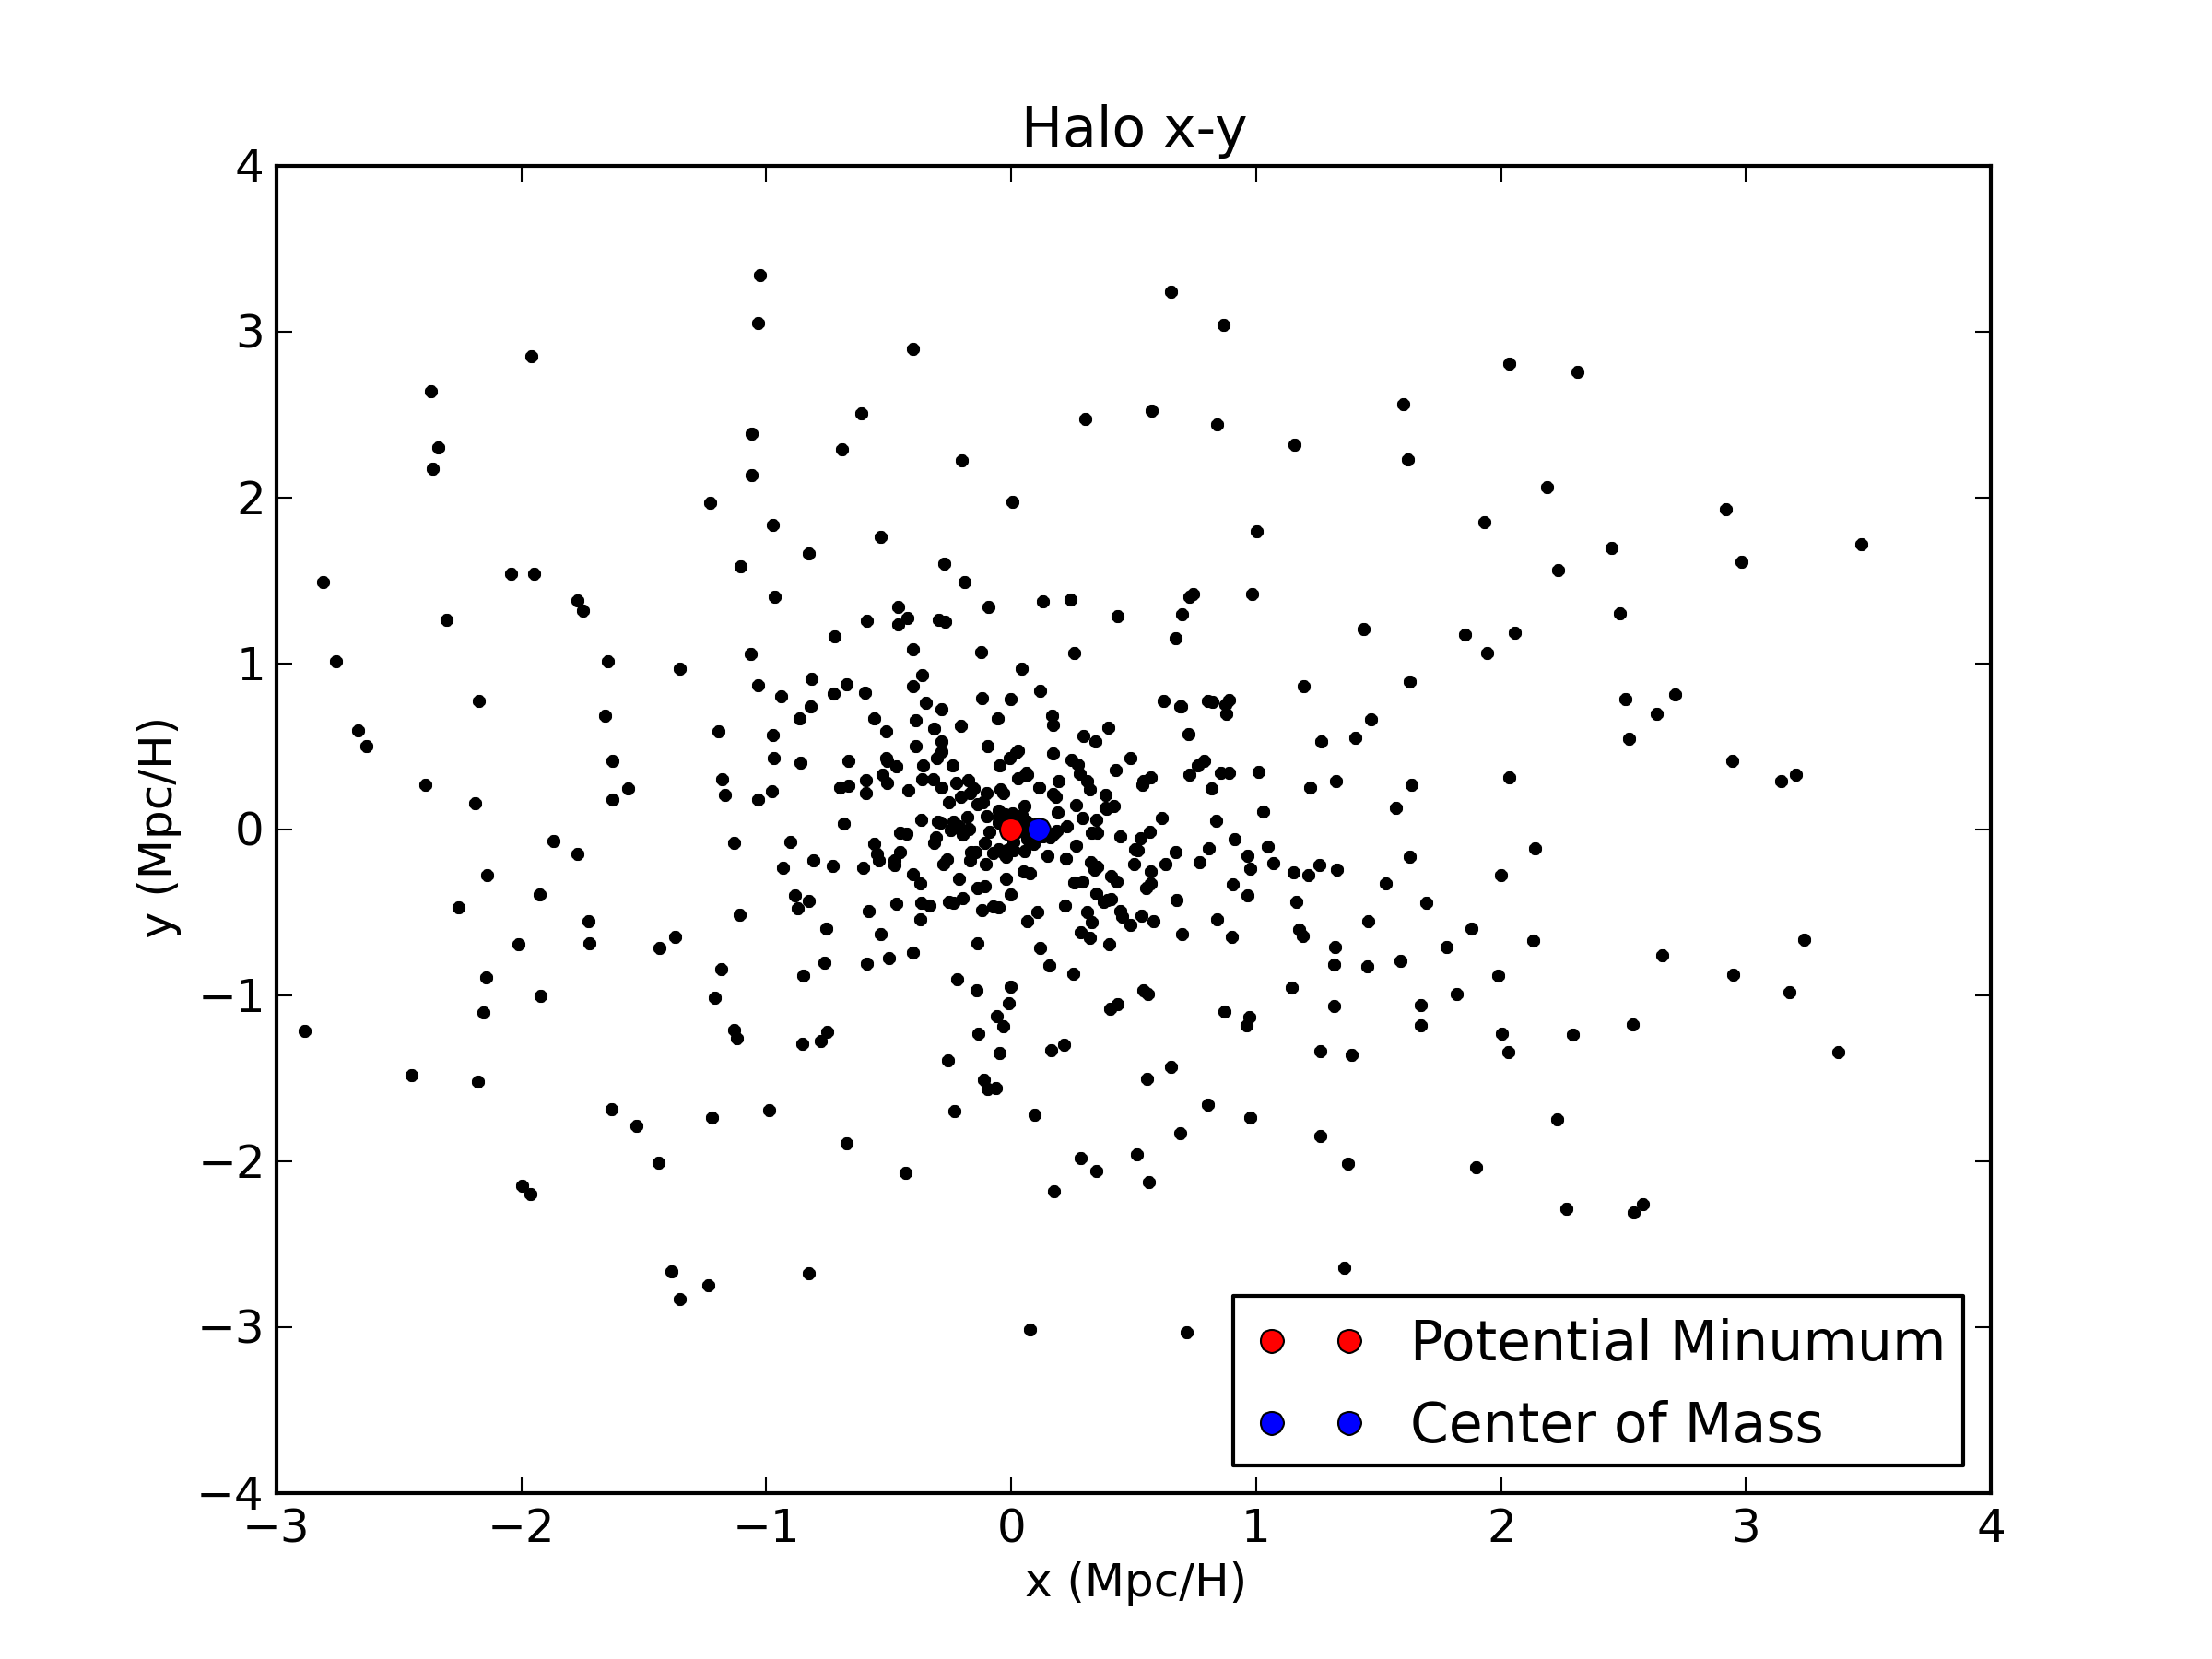 Halo x-y
4
3
2
1
0
−1
−2
−3
−4
y (Mpc/H)
Potential Minumum
Center of Mass
−3 −2 −1 0 1 2 3 4
x (Mpc/H)